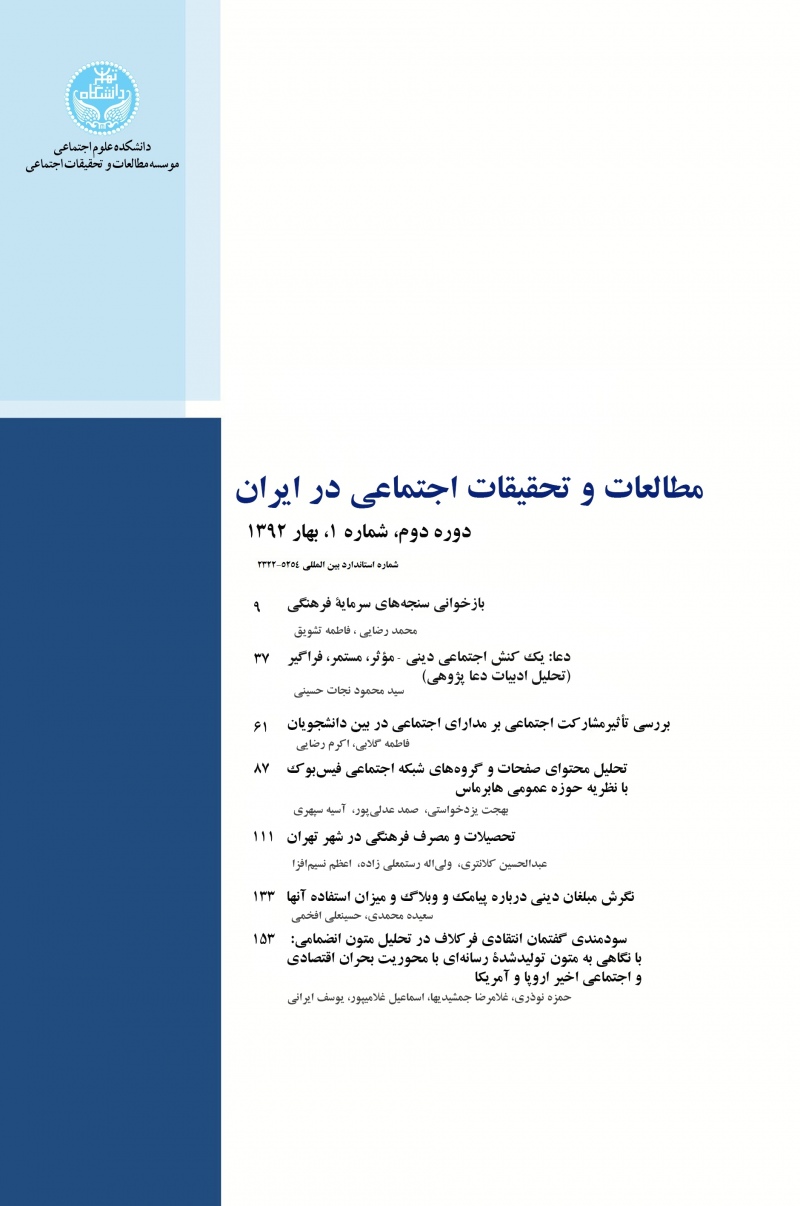 دانشگاه تهران
دانشکده علوم اجتماعی
موسسه مطالعات و تحقیقات اجتماعی
مطالعات و تحقیقات اجتماعی در ایران
دوره دوم، شماره ۱، بهار ۱۳۹۲
شماره استاندارد بین المللی ۵۲۵۴-۲۳۲۲
بازخوانی سنجه‌های سرمایهٔ فرهنگی ۹
محمد رضایی ، فاطمه تشویق
دعا: یک کنش اجتماعی دینی - مؤثر، مستمر، فراگیر ۳۷
(تحلیل ادبیات دعا پژوهی)
سید محمود نجات حسینی
بررسی تأثیرمشارکت اجتماعی بر مدارای اجتماعی در بین دانشجویان ۶۱
فاطمه گلابی، اکرم رضایی
تحلیل محتوای صفحات و گروه‌های شبکه اجتماعی فیس‌بوک ۸۷
با نظریه حوزه عمومی هابرماس
بهجت یزدخواستی، صمد عدلی‌پور، آسیه سپهری
تحصیلات و مصرف فرهنگی در شهر تهران ۱۱۱
عبدالحسین کلانتری، ولی‌اله رستمعلی زاده، اعظم نسیم‌افزا
نگرش مبلغان دینی درباره پیامک و وبلاگ و میزان استفاده آنها ۱۳۳
سعیده محمدی، حسینعلی افخمی
سودمندی گفتمان انتقادی فرکلاف در تحلیل متون انضمامی: ۱۵۳
با نگاهی به متون تولیدشدهٔ رسانه‌ای با محوریت بحران اقتصادی
و اجتماعی اخیر اروپا و آمریکا
حمزه نوذری، غلامرضا جمشیدیها، اسماعیل غلامیپور، یوسف ایرانی